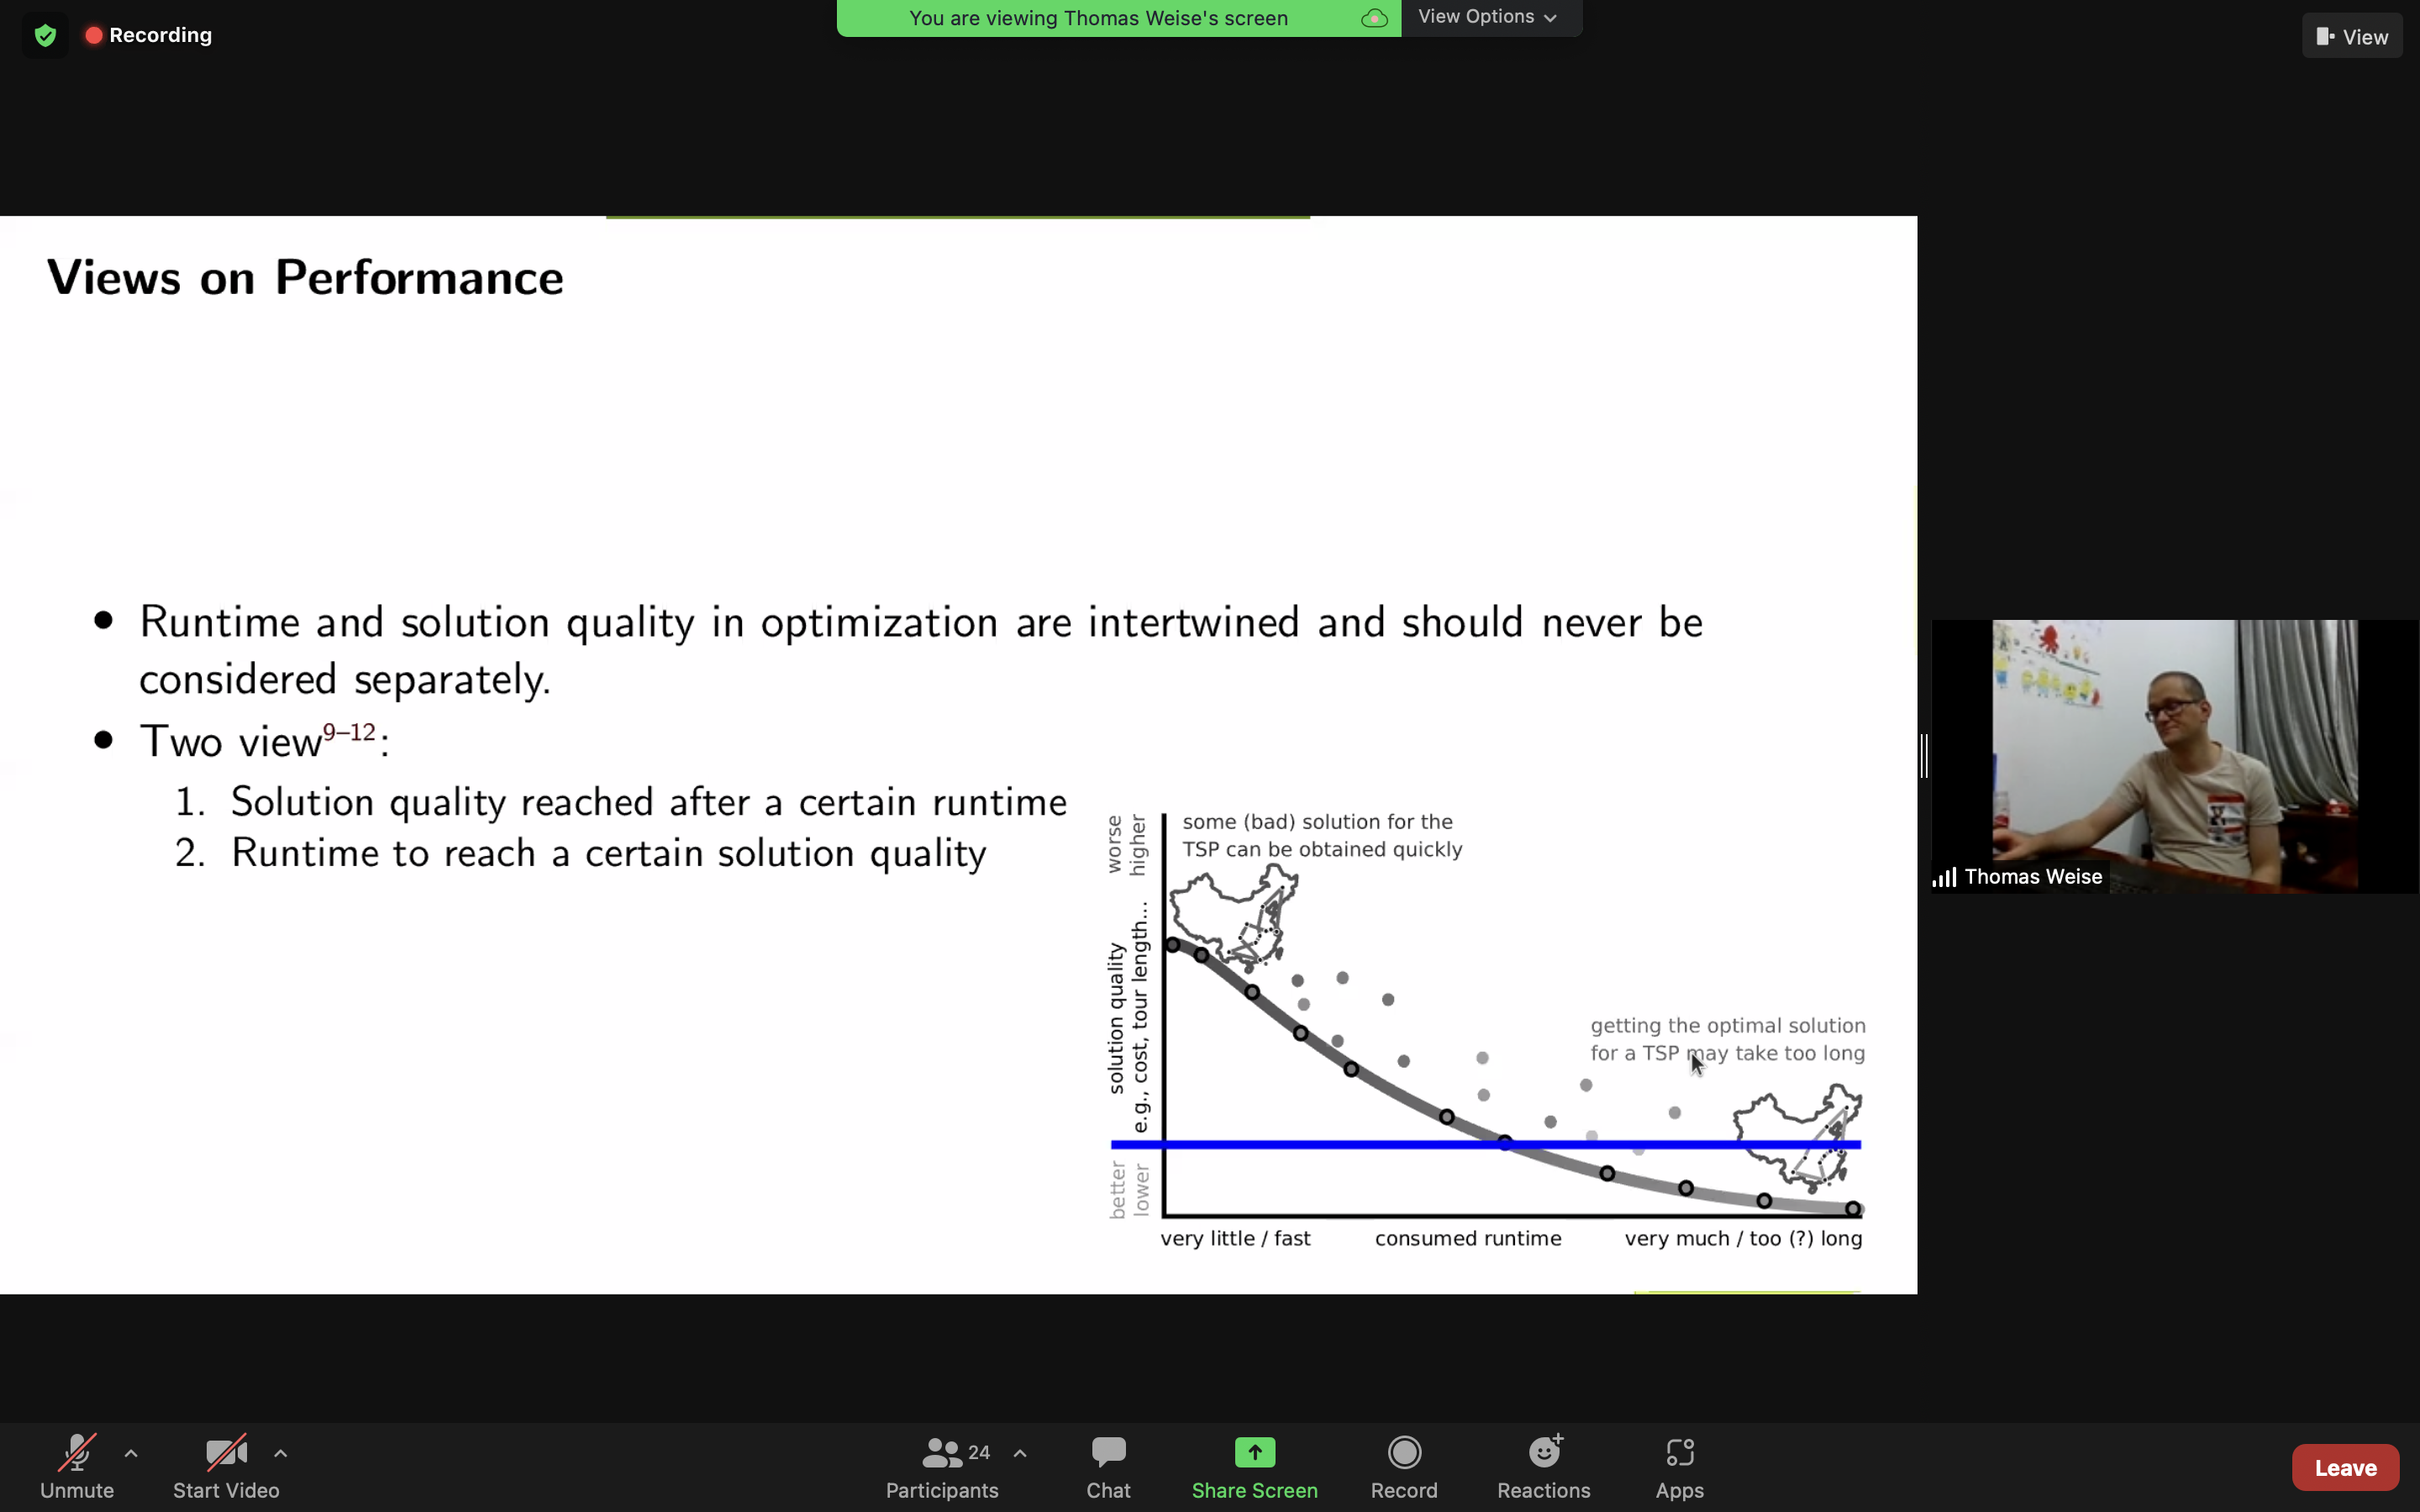 Recording
You are viewing Thomas Weise's screen
View Options
View
Views on Performance
Runtime and solution quality in optimization are intertwined and should never be
considered separately.
Two view9–12:
1. Solution quality reached after a certain runtime
2. Runtime to reach a certain solution quality
some (bad) solution for the
TSP can be obtained quickly
worse
higher
solution quality
e.g., cost, tour length...
better
lower
getting the optimal solution
for a TSP may take too long
very little / fast
consumed runtime
very much / too (?) long
Thomas Weise
Unmute
Start Video
24
Participants
Chat
Share Screen
Record
Reactions
Apps
Leave